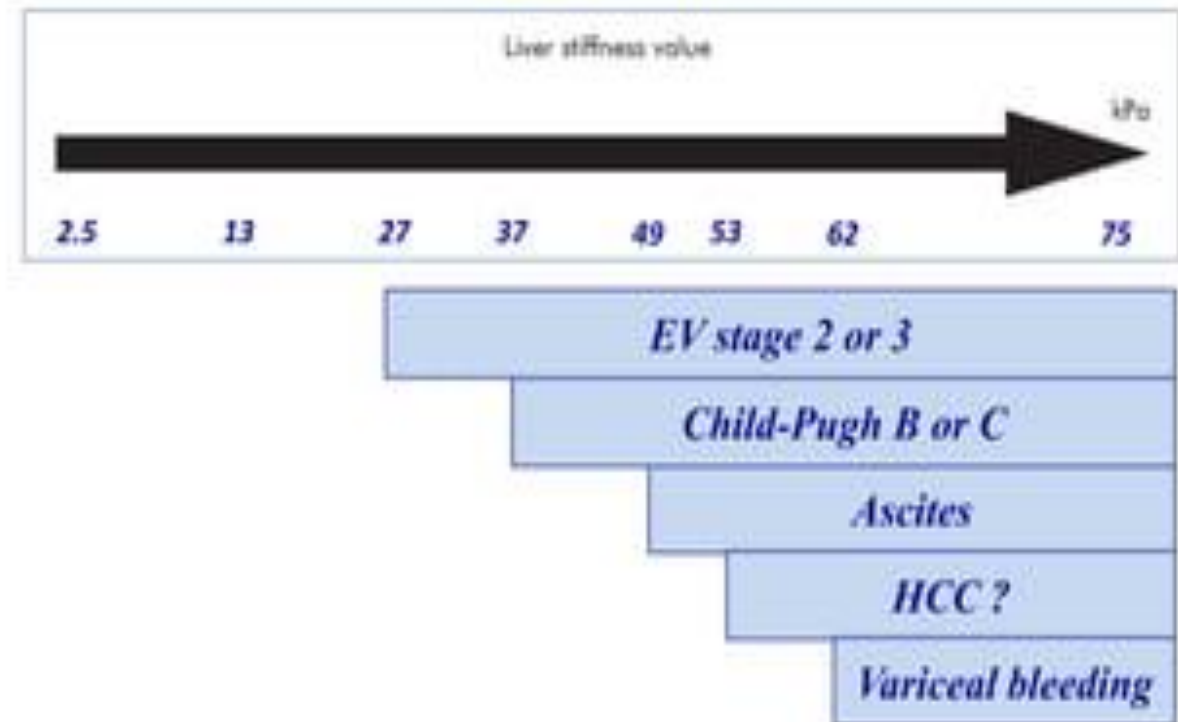 Liver stiffness value
kPa
2.5 13 27 37 49 53 62 75
EV stage 2 or 3
Child-Pugh B or C
Ascites
HCC ?
Variceal bleeding